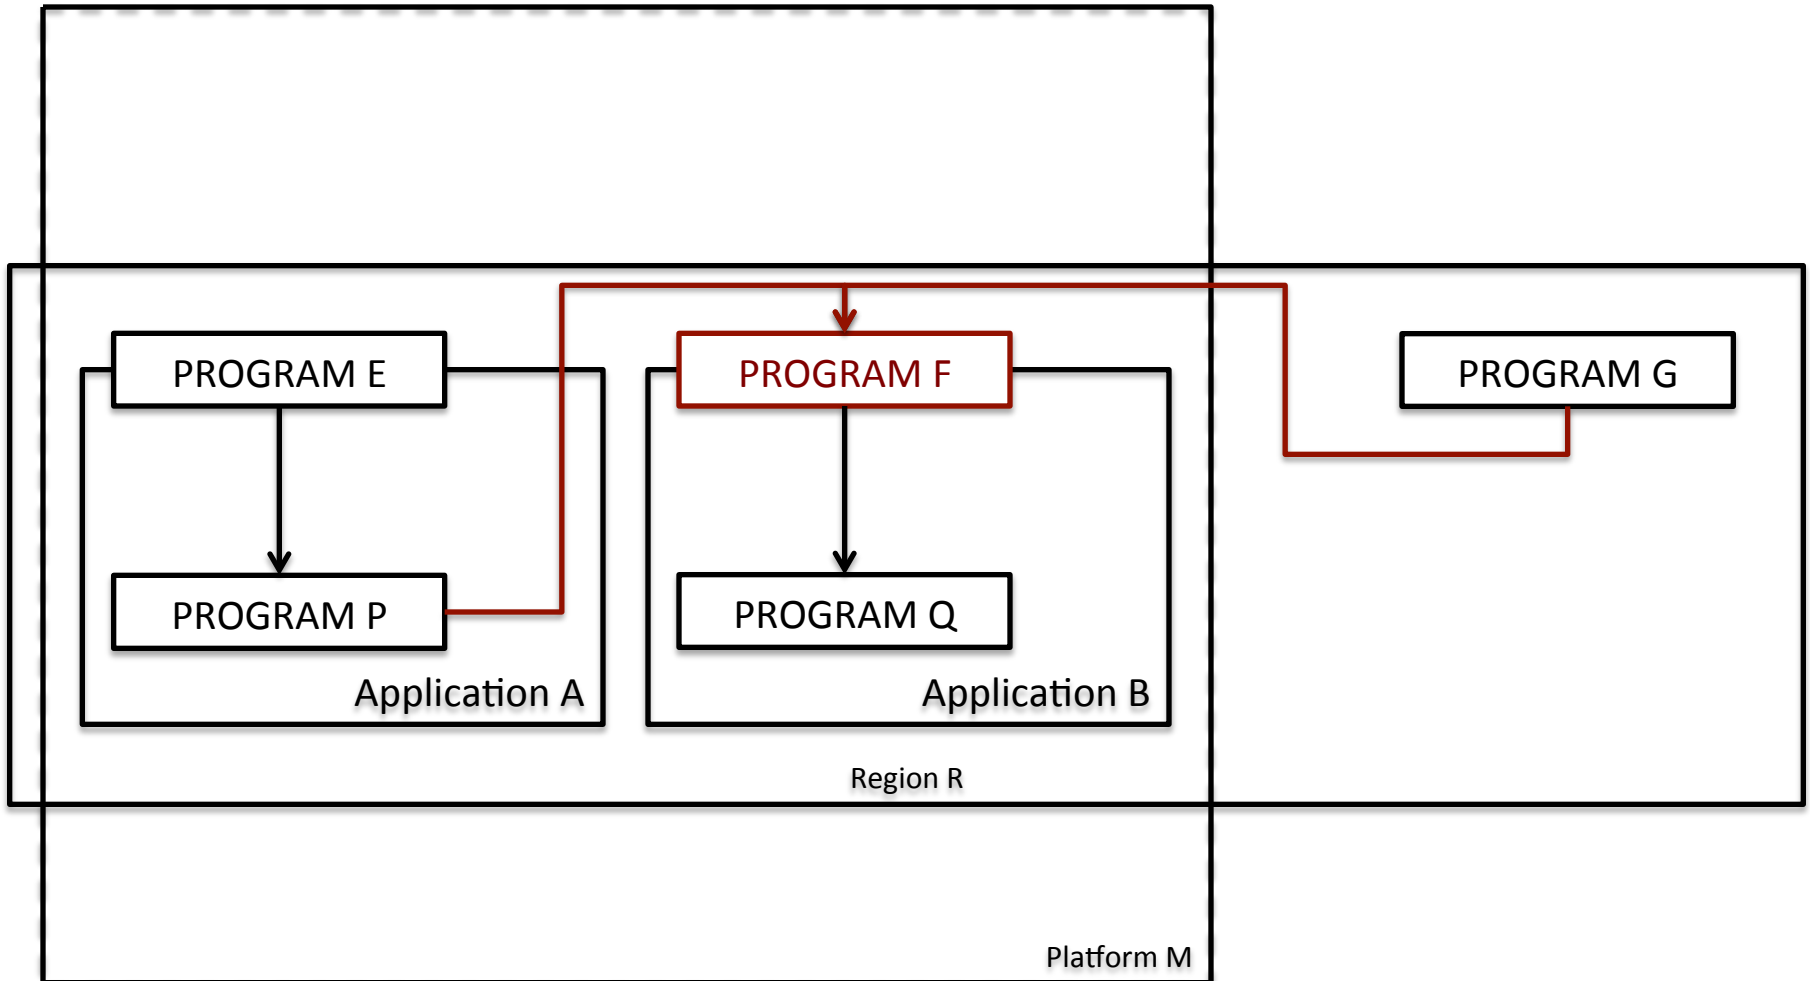 PROGRAM E
PROGRAM F
PROGRAM G
PROGRAM P
PROGRAM Q
Application A
Application B
Region R
Platform M